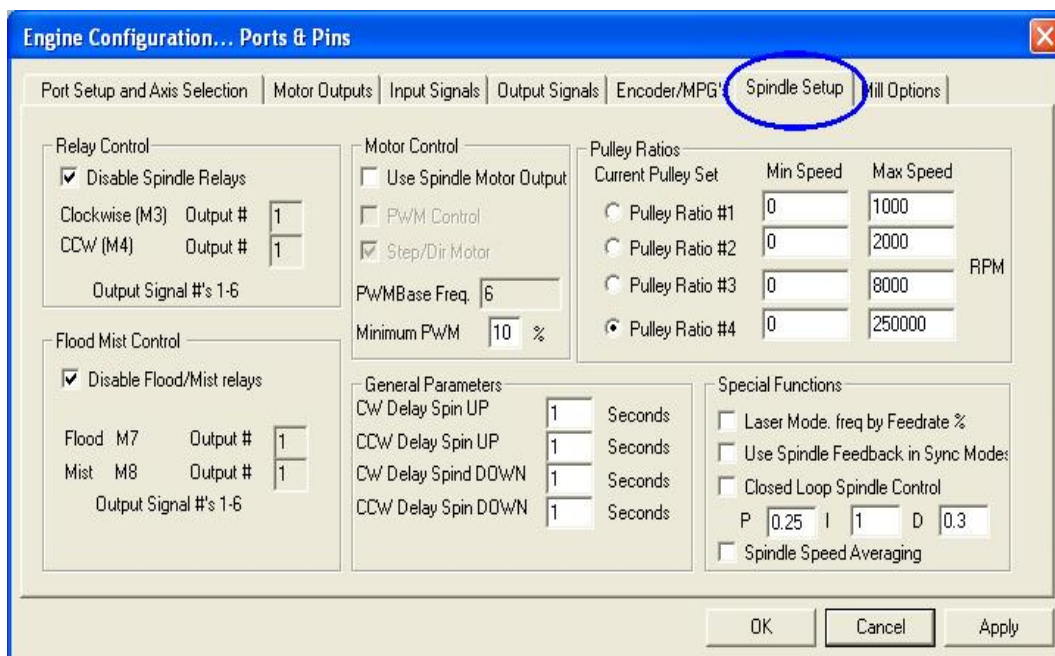 Engine Configuration... Ports & Pins
Port Setup and Axis Selection
Motor Outputs
Input Signals
Output Signals
Encoder/MPG's
Spindle Setup
Mill Options
Relay Control
Disable Spindle Relays
Clockwise (M3) Output # 1
CCW (M4) Output # 1
Output Signal #'s 1-6
Flood Mist Control
Disable Flood/Mist relays
Flood M7 Output # 1
Mist M8 Output # 1
Output Signal #'s 1-6
Motor Control
Use Spindle Motor Output
PWM Control
Step/Dir Motor
PWMBase Freq. 6
Minimum PWM 10 %
General Parameters
CW Delay Spin UP 1 Seconds
CCW Delay Spin UP 1 Seconds
CW Delay Spind DOWN 1 Seconds
CCW Delay Spin DOWN 1 Seconds
Pulley Ratios
Current Pulley Set Min Speed Max Speed
Pulley Ratio #1 0 1000
Pulley Ratio #2 0 2000
Pulley Ratio #3 0 8000
Pulley Ratio #4 0 250000
RPM
Special Functions
Laser Mode. freq by Feedrate %
Use Spindle Feedback in Sync Modes
Closed Loop Spindle Control
P 0.25 I 1 D 0.3
Spindle Speed Averaging
OK
Cancel
Apply